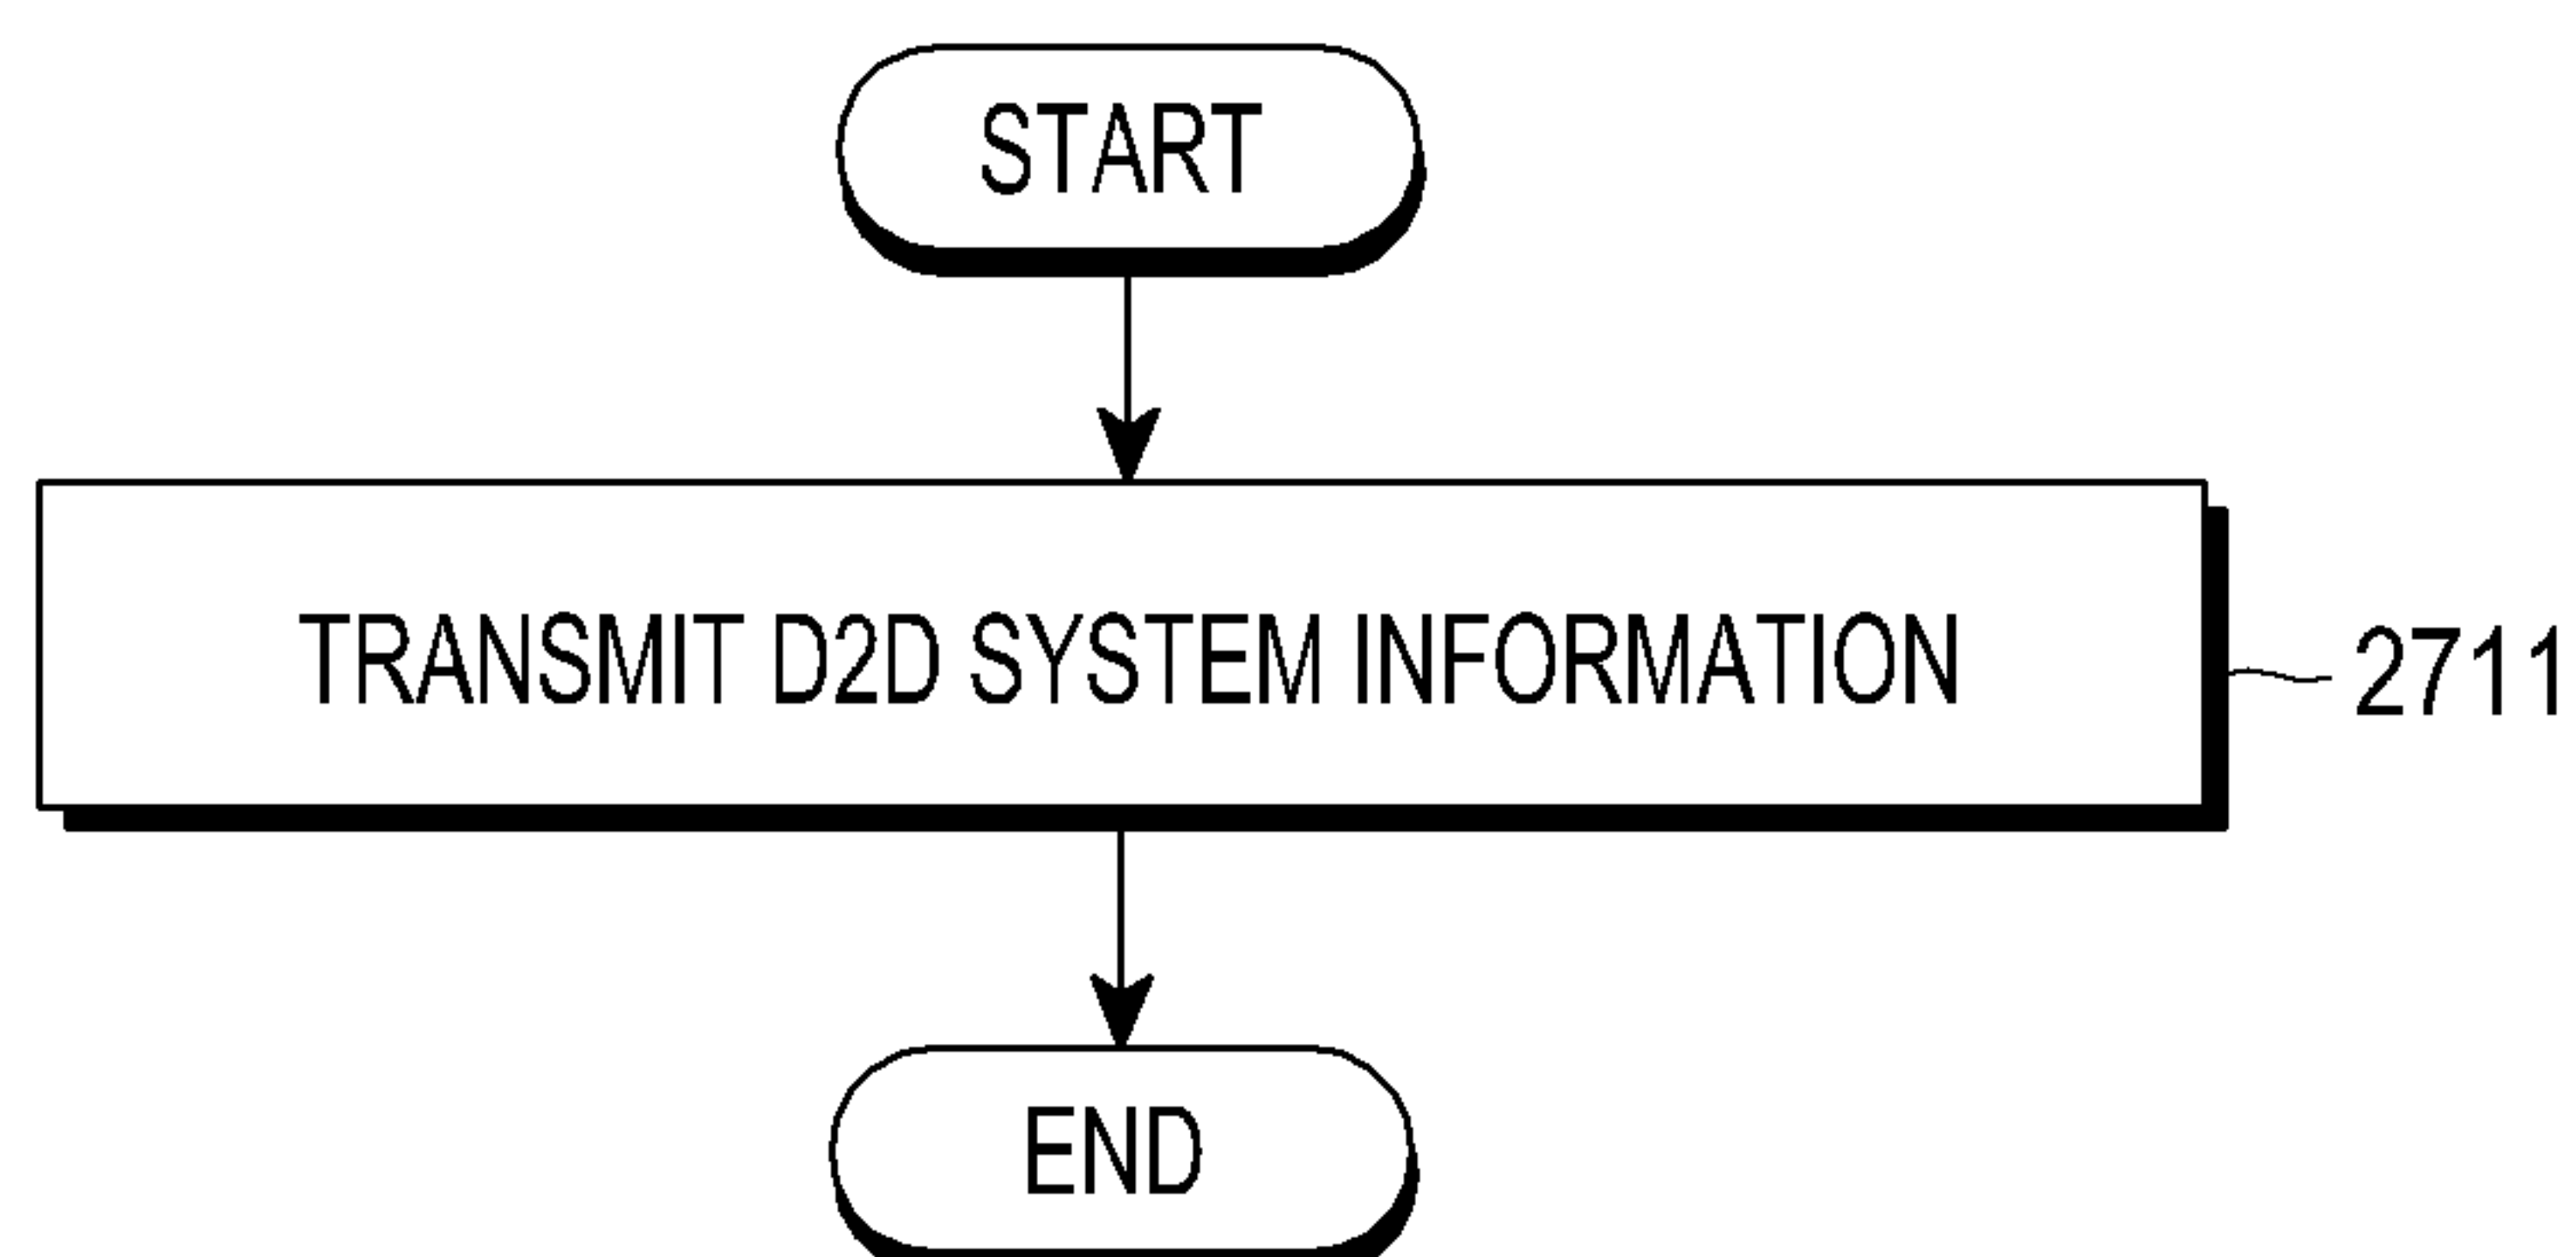 START
TRANSMIT D2D SYSTEM INFORMATION
2711
END